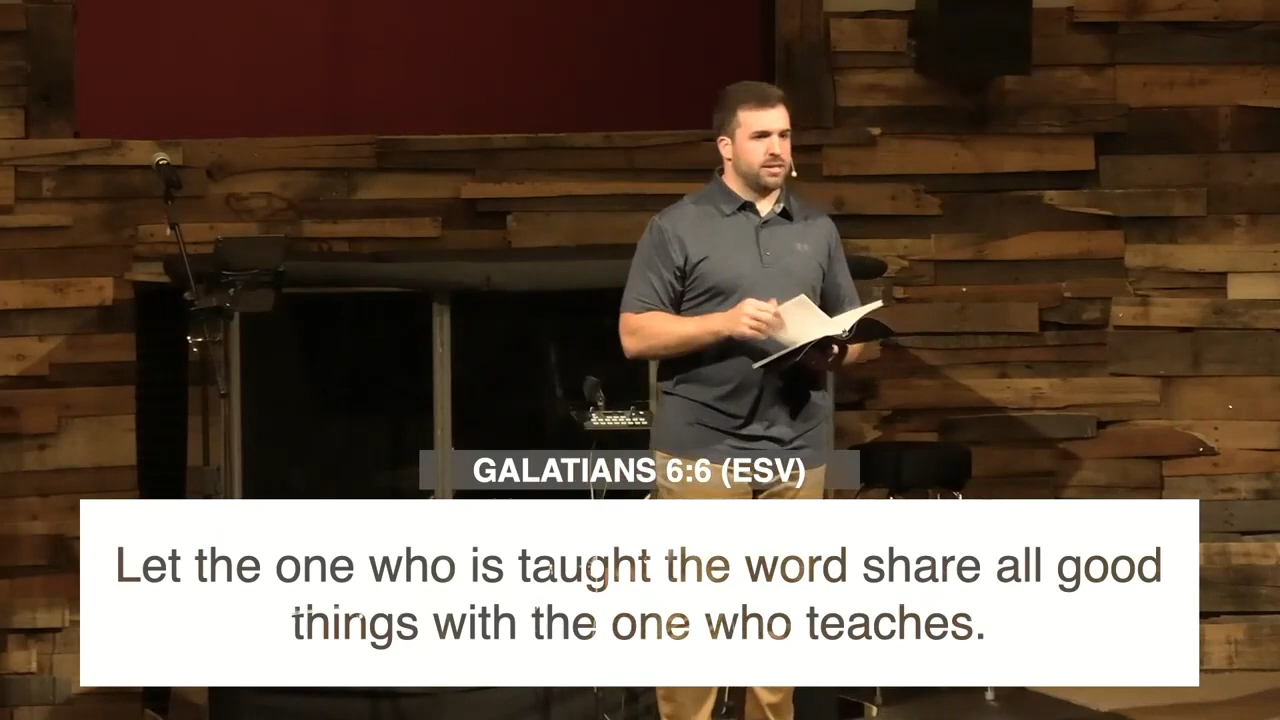 GALATIANS 6:6 (ESV)
Let the one who is taught the word share all good
things with the one who teaches.